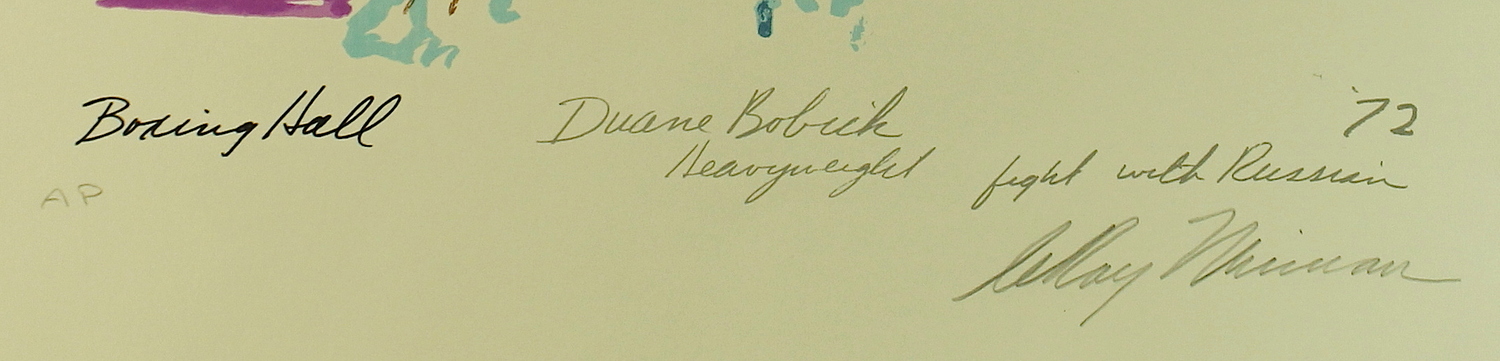 Boxing Hall
Duane Bobick
'72
Heavyweight fight with Russian
AP
LeRoy Neiman